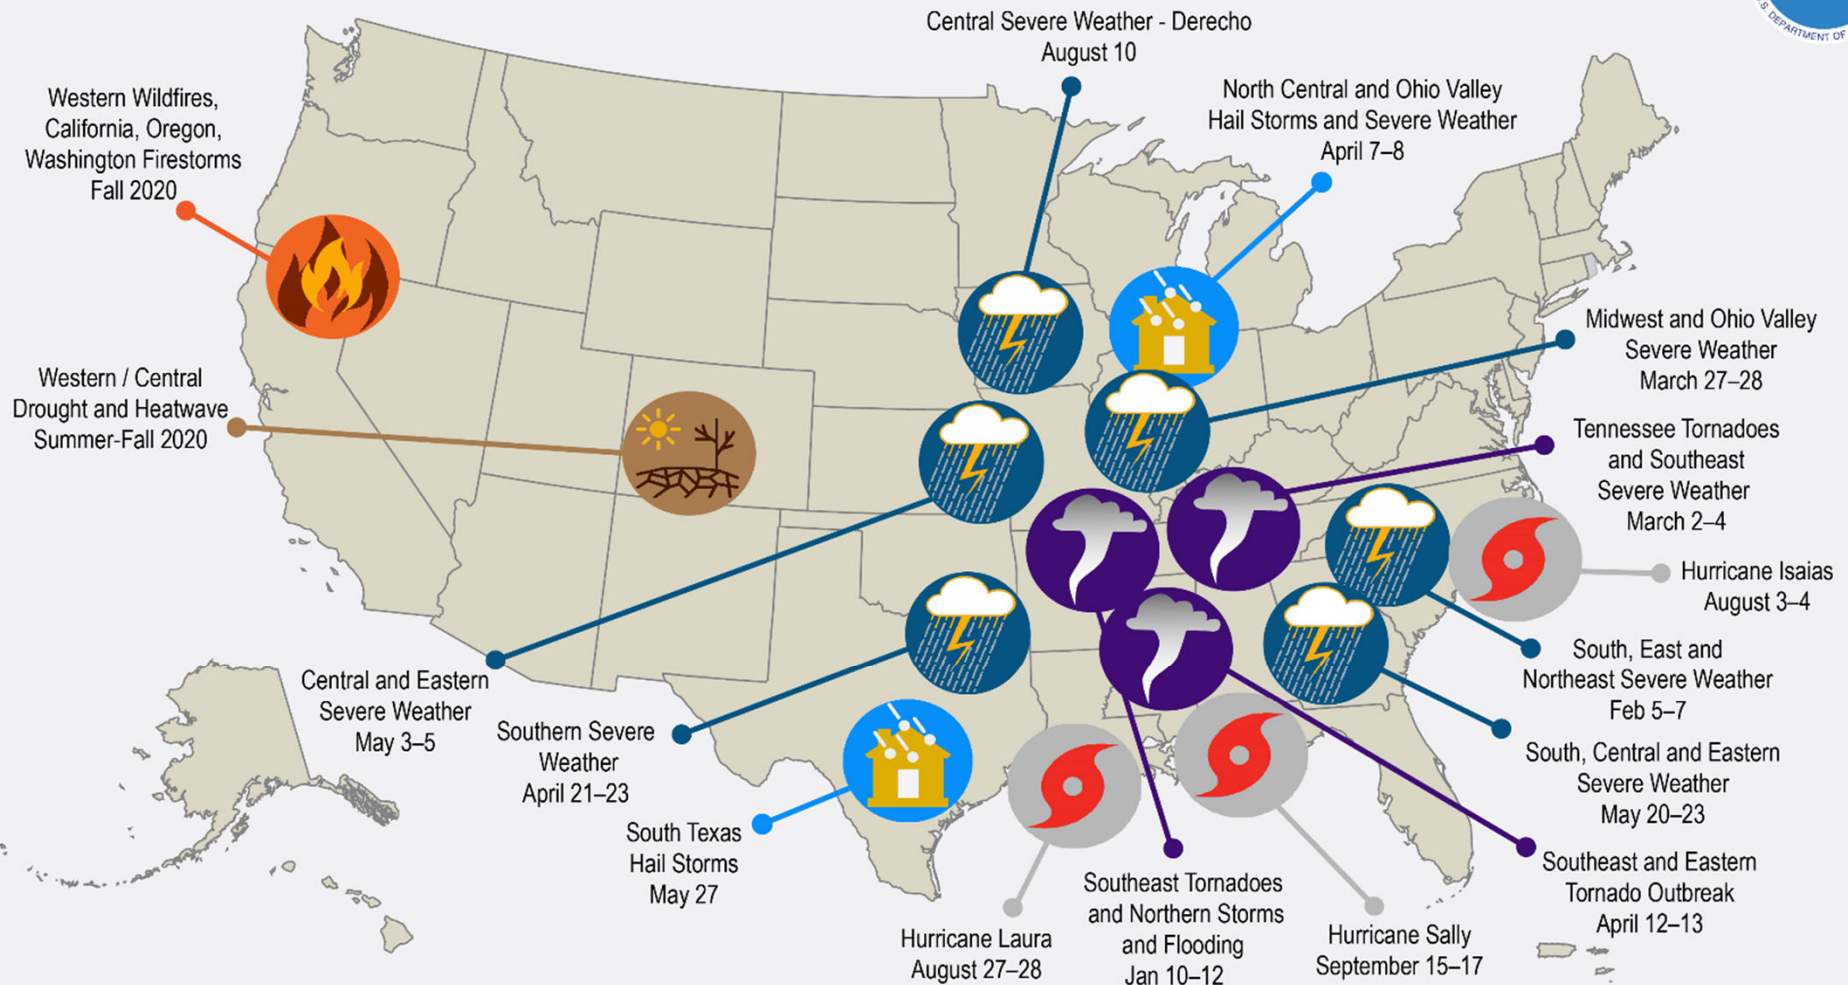 Central Severe Weather - Derecho
August 10
North Central and Ohio Valley
Hail Storms and Severe Weather
April 7–8
Western Wildfires,
California, Oregon,
Washington Firestorms
Fall 2020
Midwest and Ohio Valley
Severe Weather
March 27–28
Western / Central
Drought and Heatwave
Summer-Fall 2020
Tennessee Tornadoes
and Southeast
Severe Weather
March 2–4
Hurricane Isaias
August 3–4
South, East and
Northeast Severe Weather
Feb 5–7
Central and Eastern
Severe Weather
May 3–5
Southern Severe
Weather
April 21–23
South, Central and Eastern
Severe Weather
May 20–23
South Texas
Hail Storms
May 27
Southeast and Eastern
Tornado Outbreak
April 12–13
Hurricane Laura
August 27–28
Southeast Tornadoes
and Northern Storms
and Flooding
Jan 10–12
Hurricane Sally
September 15–17
S. DEPARTMENT OF